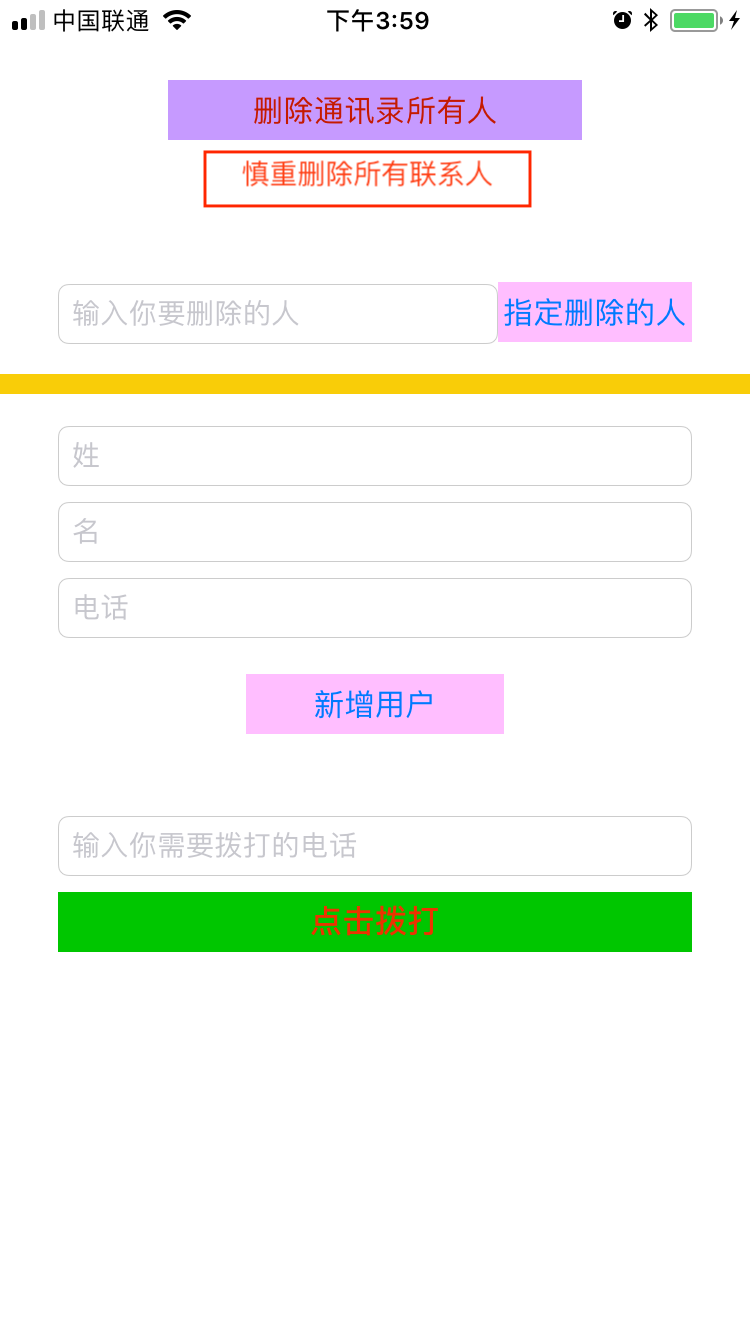 中国联通 下午3:59
删除通讯录所有人
慎重删除所有联系人
输入你要删除的人 指定删除的人
姓
名
电话
新增用户
输入你需要拨打的电话
点击拨打